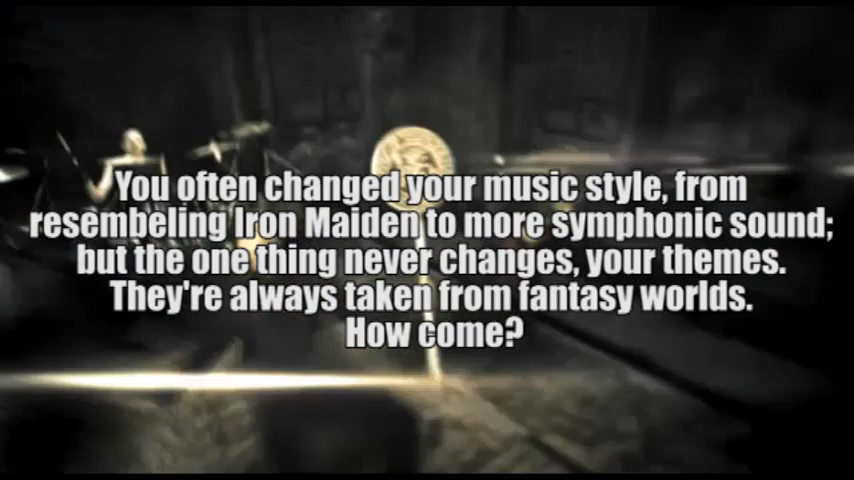 You often changed your music style, from
resembeling Iron Maiden to more symphonic sound;
but the one thing never changes, your themes.
They're always taken from fantasy worlds.
How come?